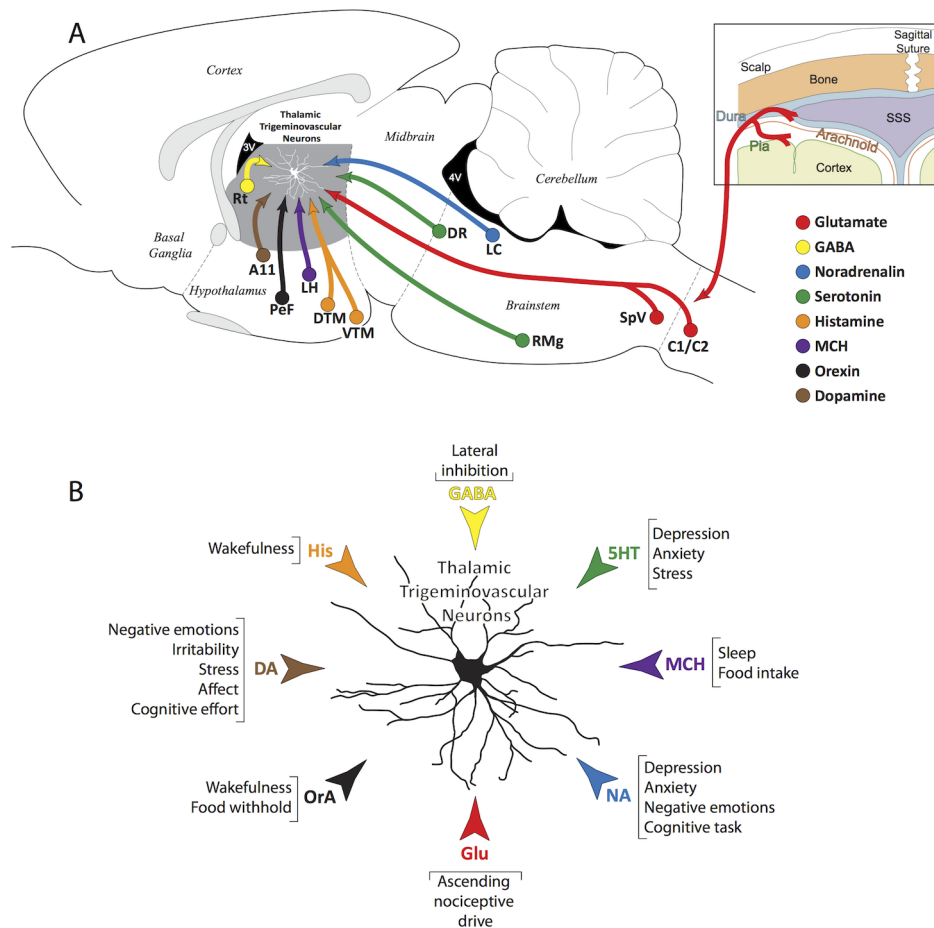 A
Cortex
Thalamic
Trigeminovascular
Neurons
3V
Rt
Midbrain
4V
Cerebellum
Basal
Ganglia
Hypothalamus
A11
PeF
LH
DTM
VTM
DR
LC
Brainstem
RMg
SpV
C1/C2
Sagittal
Suture
Scalp
Bone
Dura
SSS
Arachnoid
Pia
Cortex
Glutamate
GABA
Noradrenalin
Serotonin
Histamine
MCH
Orexin
Dopamine
B
Lateral
inhibition
GABA
Wakefulness
His
5HT
Depression
Anxiety
Stress
Thalamic
Trigeminovascular
Neurons
Negative emotions
Irritability
Stress
Affect
Cognitive effort
DA
MCH
Sleep
Food intake
Wakefulness
Food withhold
OrA
NA
Depression
Anxiety
Negative emotions
Cognitive task
Glu
Ascending
nociceptive
drive